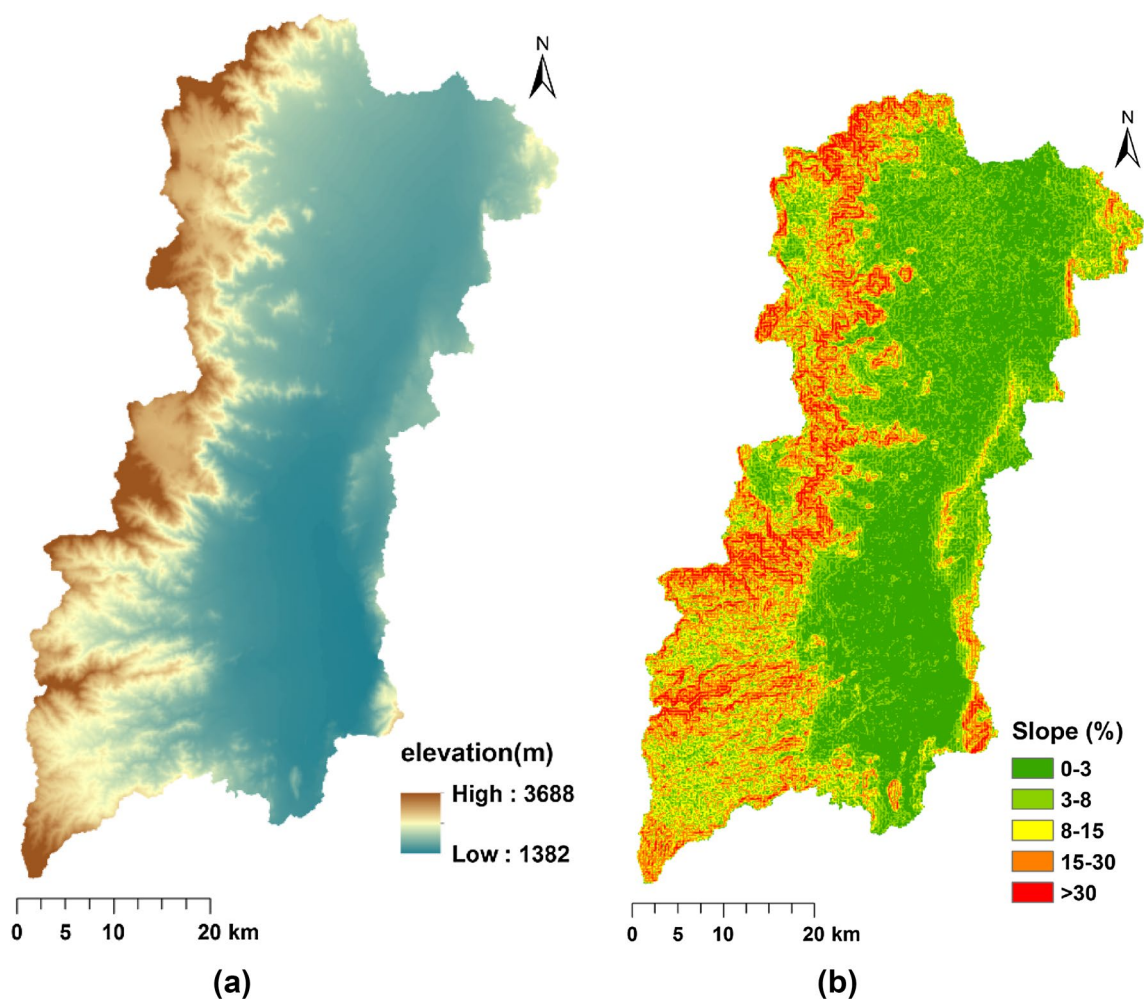 N
elevation(m)
High : 3688
Low : 1382
0 5 10 20 km
(a)
N
Slope (%)
0-3
3-8
8-15
15-30
>30
0 5 10 20 km
(b)